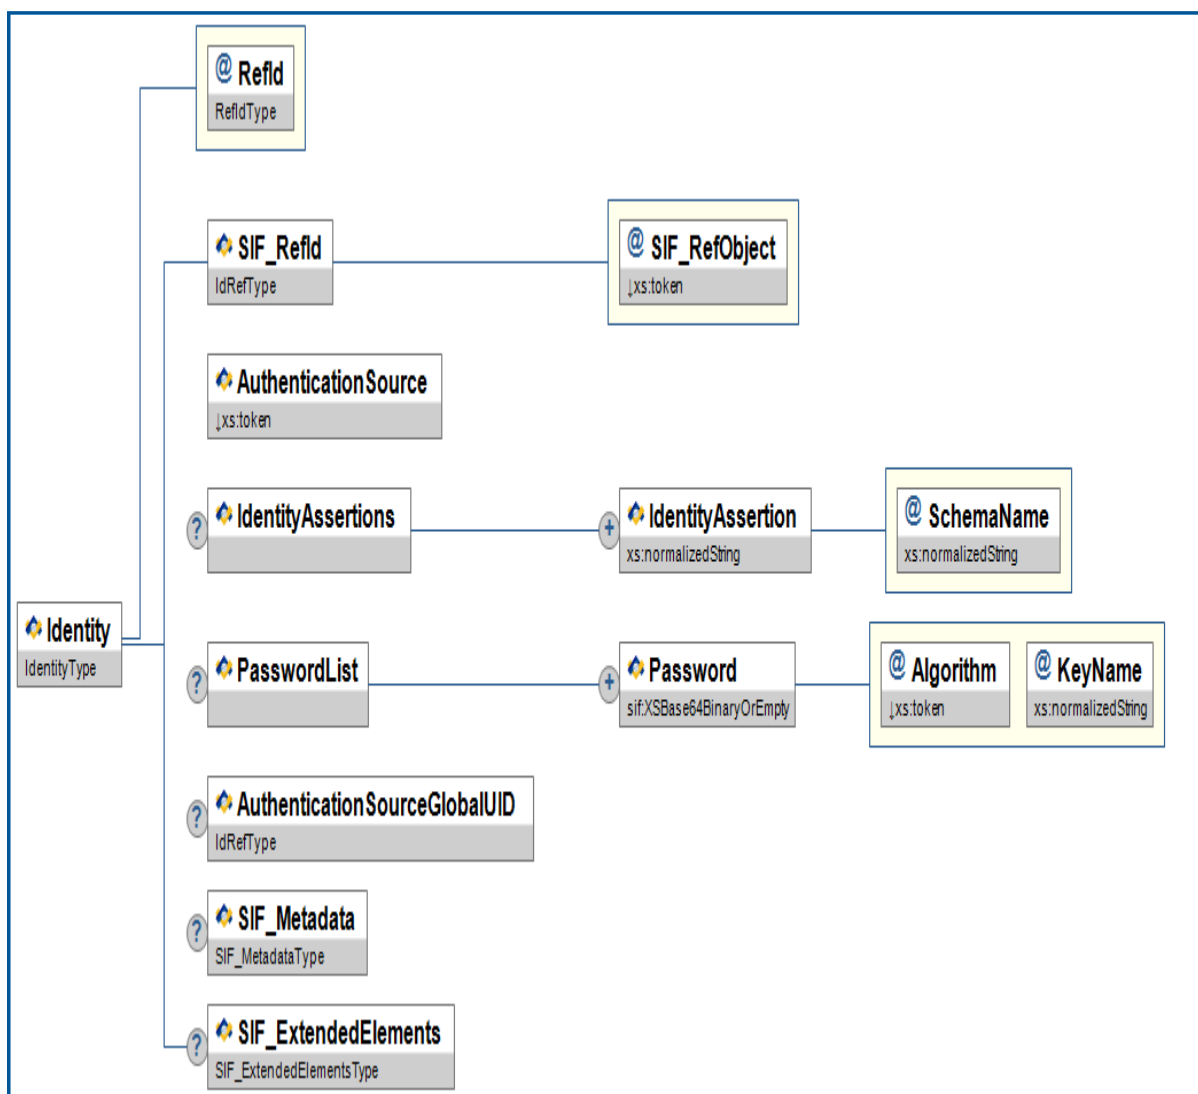 @ RefId
RefIdType
SIF_RefId
IdRefType
@ SIF_RefObject
↓xs:token
AuthenticationSource
↓xs:token
? IdentityAssertions
+ IdentityAssertion
xs:normalizedString
@ SchemaName
xs:normalizedString
Identity
IdentityType
? PasswordList
+ Password
sif:XSBase64BinaryOrEmpty
@ Algorithm
↓xs:token
@ KeyName
xs:normalizedString
? AuthenticationSourceGlobalUID
IdRefType
? SIF_Metadata
SIF_MetadataType
? SIF_ExtendedElements
SIF_ExtendedElementsType